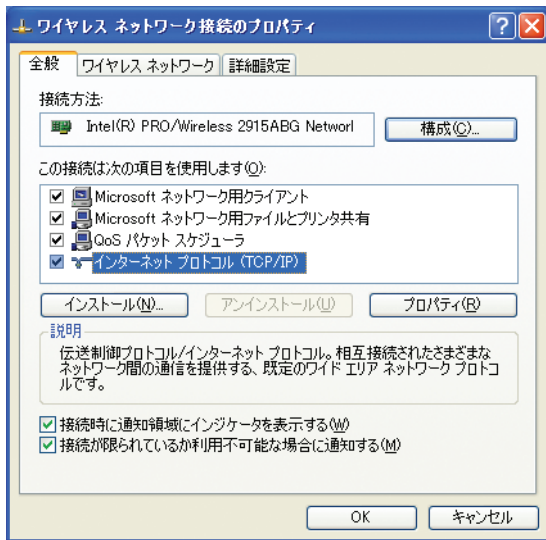 ワイヤレス ネットワーク接続のプロパティ
全般 ワイヤレス ネットワーク 詳細設定
接続方法:
Intel(R) PRO/Wireless 2915ABG Networl
構成(C)...
この接続は次の項目を使用します(O):
Microsoft ネットワーク用クライアント
Microsoft ネットワーク用ファイルとプリンタ共有
QoS パケット スケジューラ
インターネット プロトコル (TCP/IP)
インストール(N)... アンインストール(U) プロパティ(R)
説明
伝送制御プロトコル/インターネット プロトコル。相互接続されたさまざまな
ネットワーク間の通信を提供する、既定のワイド エリア ネットワーク プロトコ
ルです。
接続時に通知領域にインジケータを表示する(W)
接続が限られているか利用不可能な場合に通知する(M)
OK キャンセル